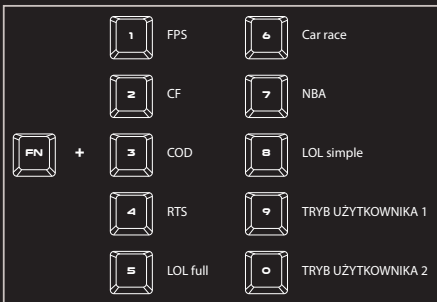 1 FPS 6 Car race
2 CF 7 NBA
FN + 3 COD 8 LOL simple
4 RTS 9 TRYB UŻYTKOWNIKA 1
5 LOL full 0 TRYB UŻYTKOWNIKA 2